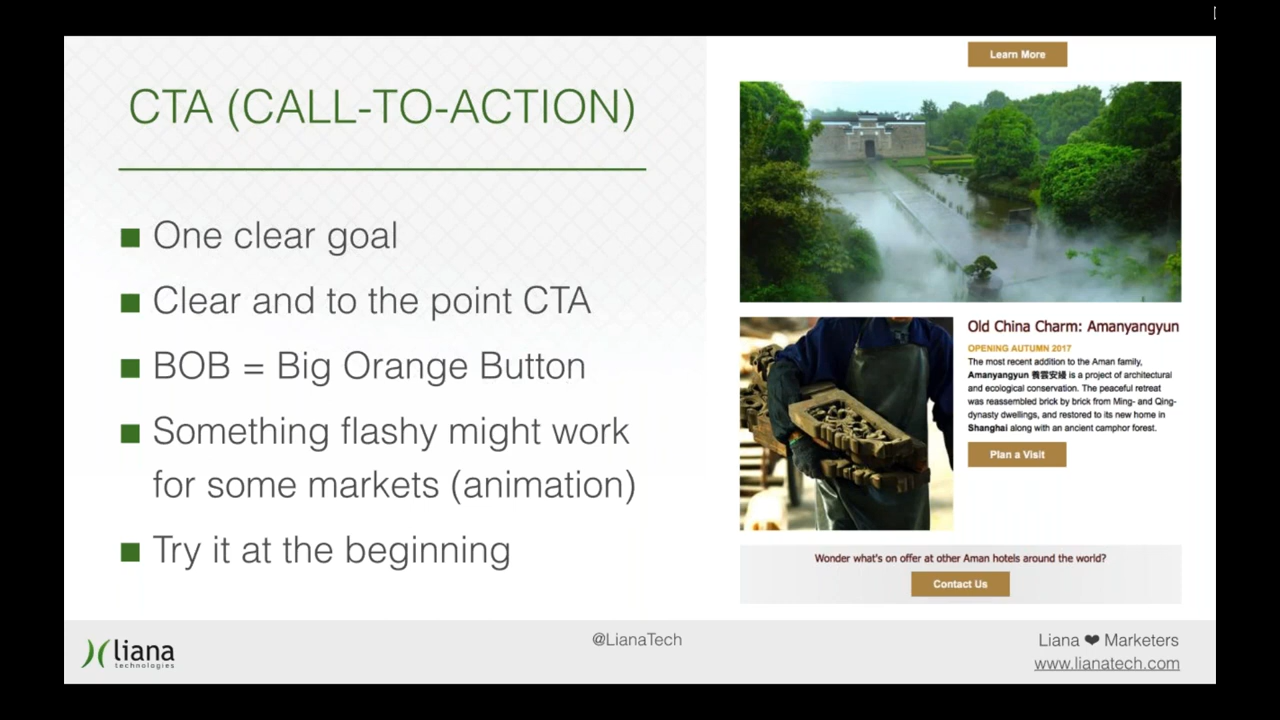 CTA (CALL-TO-ACTION)
One clear goal
Clear and to the point CTA
BOB = Big Orange Button
Something flashy might work
for some markets (animation)
Try it at the beginning
Learn More
Old China Charm: Amanyangyun
OPENING AUTUMN 2017
The most recent addition to the Aman family,
Amanyangyun 養雲安縵 is a project of architectural
and ecological conservation. The peaceful retreat
was reassembled brick by brick from Ming- and Qing-
dynasty dwellings, and restored to its new home in
Shanghai along with an ancient camphor forest.
Plan a Visit
Wonder what's on offer at other Aman hotels around the world?
Contact Us
liana
technologies
@LianaTech
Liana ❤ Marketers
www.lianatech.com